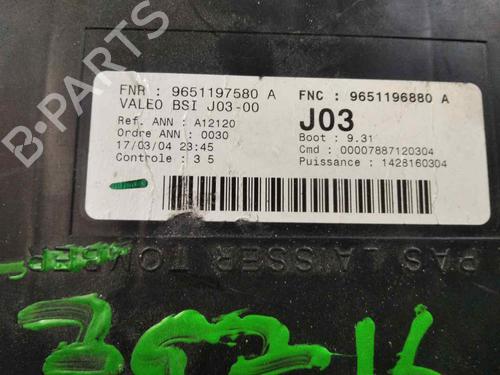 FNR : 9651197580 A
FNC : 9651196880 A
VALEO BSI J03-00
J03
Ref. ANN : A12120
Boot : 9.31
Ordre ANN : 0030
Cmd : 00007887120304
17/03/04 23:45
Puissance : 1428160304
Controle : 3 5
PAS LAISSER TOMBER
B-PARTS